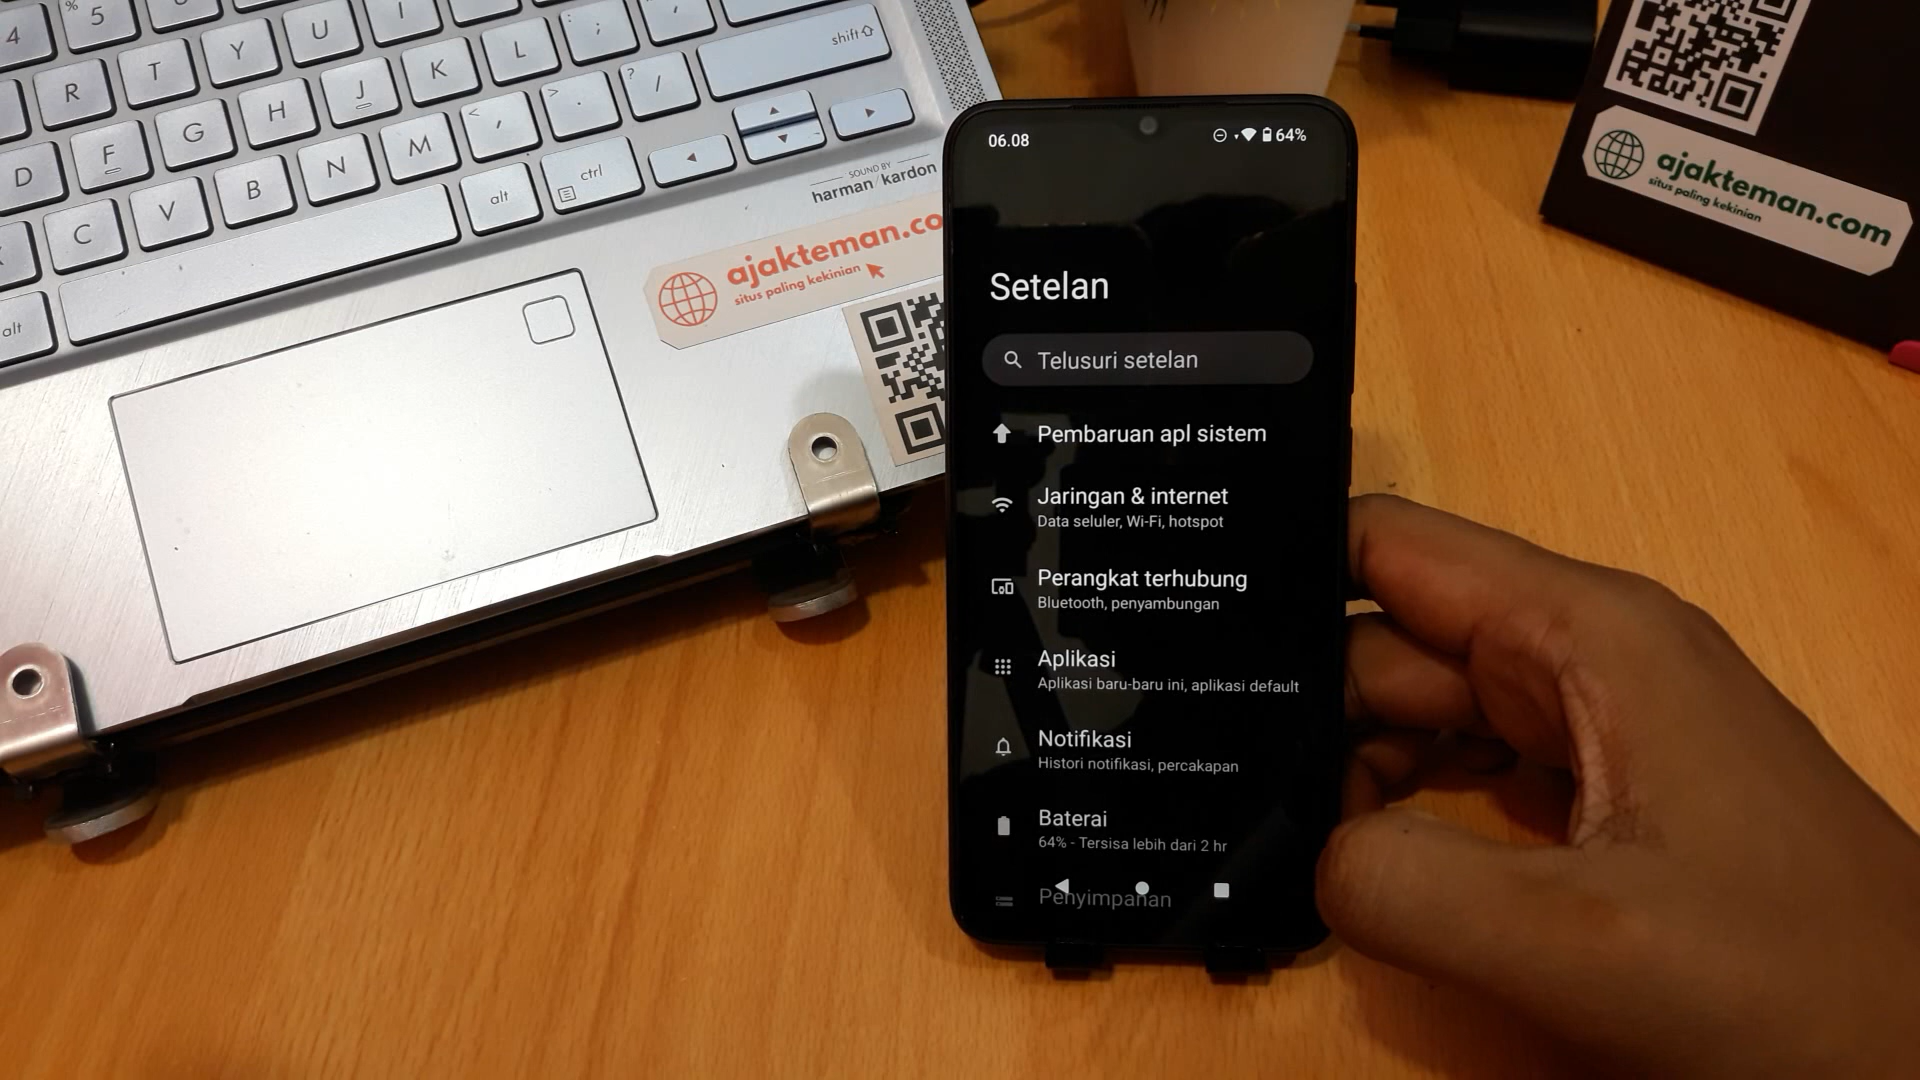 4
% 5
R
T
Y
U
I
D
F
G
H
J
K
L
: ;
shift
C
V
B
N
M
< ,
> .
? /
alt
alt
ctrl
SOUND BY
harman/kardon
ajakteman.co
situs paling kekinian
06.08
64%
Setelan
Telusuri setelan
Pembaruan apl sistem
Jaringan & internet
Data seluler, Wi-Fi, hotspot
Perangkat terhubung
Bluetooth, penyambungan
Aplikasi
Aplikasi baru-baru ini, aplikasi default
Notifikasi
Histori notifikasi, percakapan
Baterai
64% - Tersisa lebih dari 2 hr
Penyimpanan
ajakteman.com
situs paling kekinian